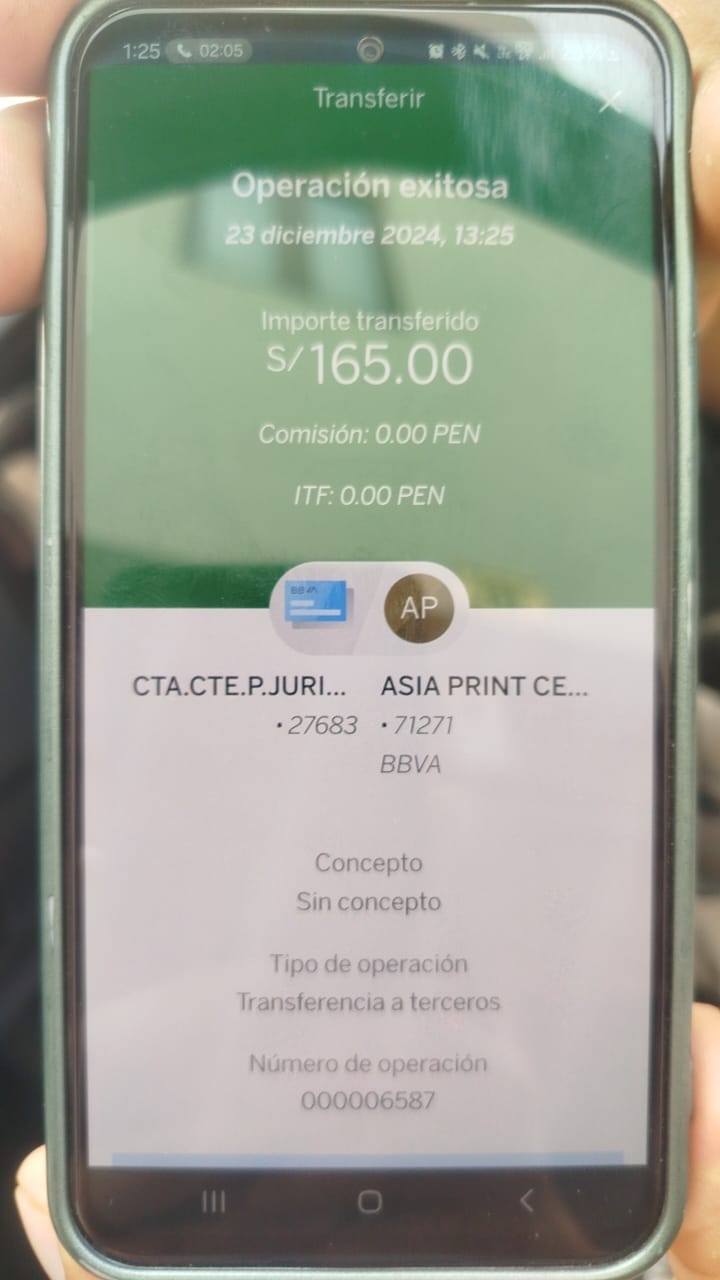 1:25 02:05
Transferir
Operación exitosa
23 diciembre 2024, 13:25
Importe transferido
S/165.00
Comisión: 0.00 PEN
ITF: 0.00 PEN
BBVA AP
CTA.CTE.P.JURI... ASIA PRINT CE...
• 27683 • 71271
BBVA
Concepto
Sin concepto
Tipo de operación
Transferencia a terceros
Número de operación
000006587